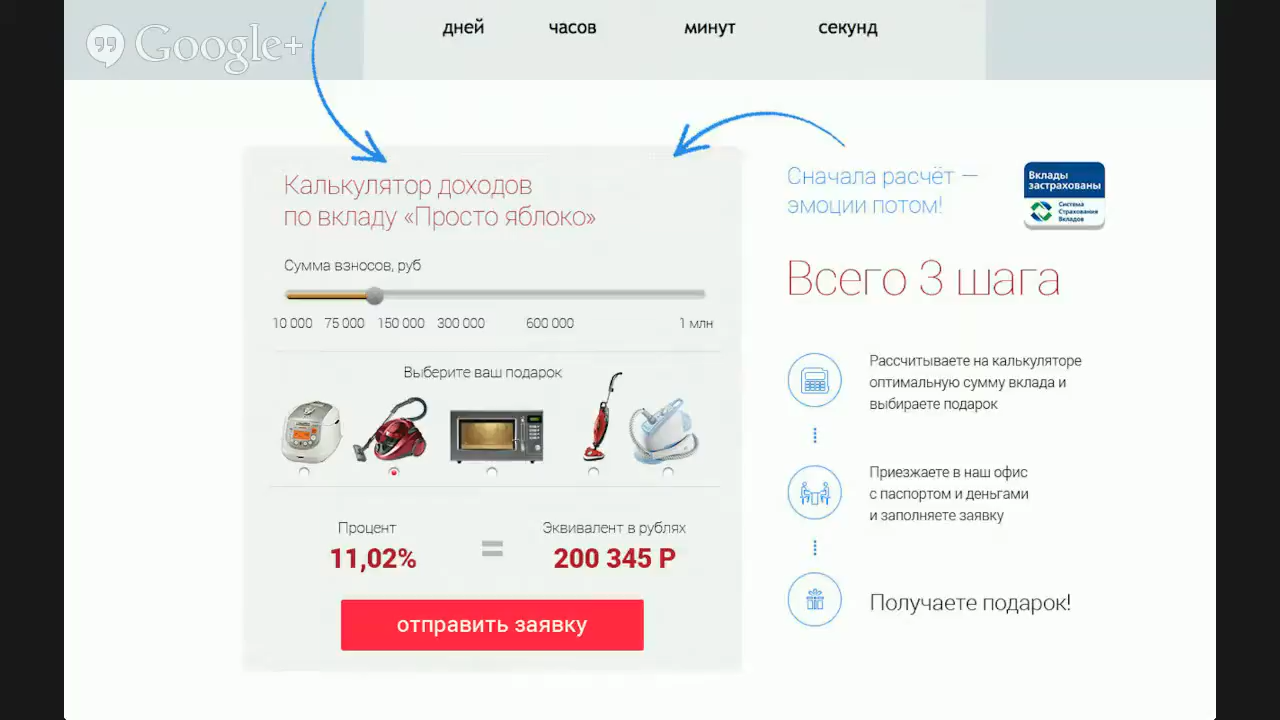 Google+
дней часов минут секунд
Калькулятор доходов
по вкладу «Просто яблоко»
Сумма взносов, руб
10 000 75 000 150 000 300 000 600 000 1 млн
Выберите ваш подарок
Процент
11,02%
=
Эквивалент в рублях
200 345 Р
отправить заявку
Сначала расчёт —
эмоции потом!
Вклады
застрахованы
Система
Страхования
Вкладов
Всего 3 шага
Рассчитываете на калькуляторе
оптимальную сумму вклада и
выбираете подарок
Приезжаете в наш офис
с паспортом и деньгами
и заполняете заявку
Получаете подарок!